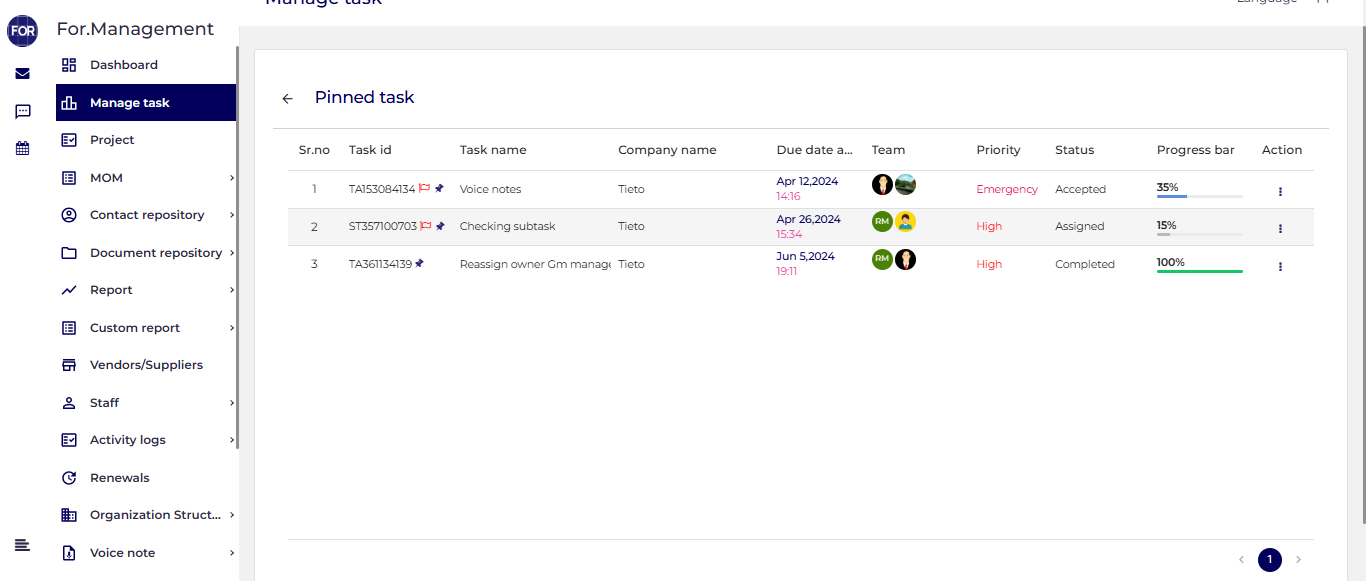 Manage task
Language
FOR
For.Management
Dashboard
Manage task
Project
MOM
Contact repository
Document repository
Report
Custom report
Vendors/Suppliers
Staff
Activity logs
Renewals
Organization Struct...
Voice note
Pinned task
Sr.no Task id Task name Company name Due date a... Team Priority Status Progress bar Action
1 TA153084134 Voice notes Tieto Apr 12,2024 14:16 Emergency Accepted 35%
2 ST357100703 Checking subtask Tieto Apr 26,2024 15:34 RM High Assigned 15%
3 TA361134139 Reassign owner Gm manage Tieto Jun 5,2024 19:11 RM High Completed 100%
1